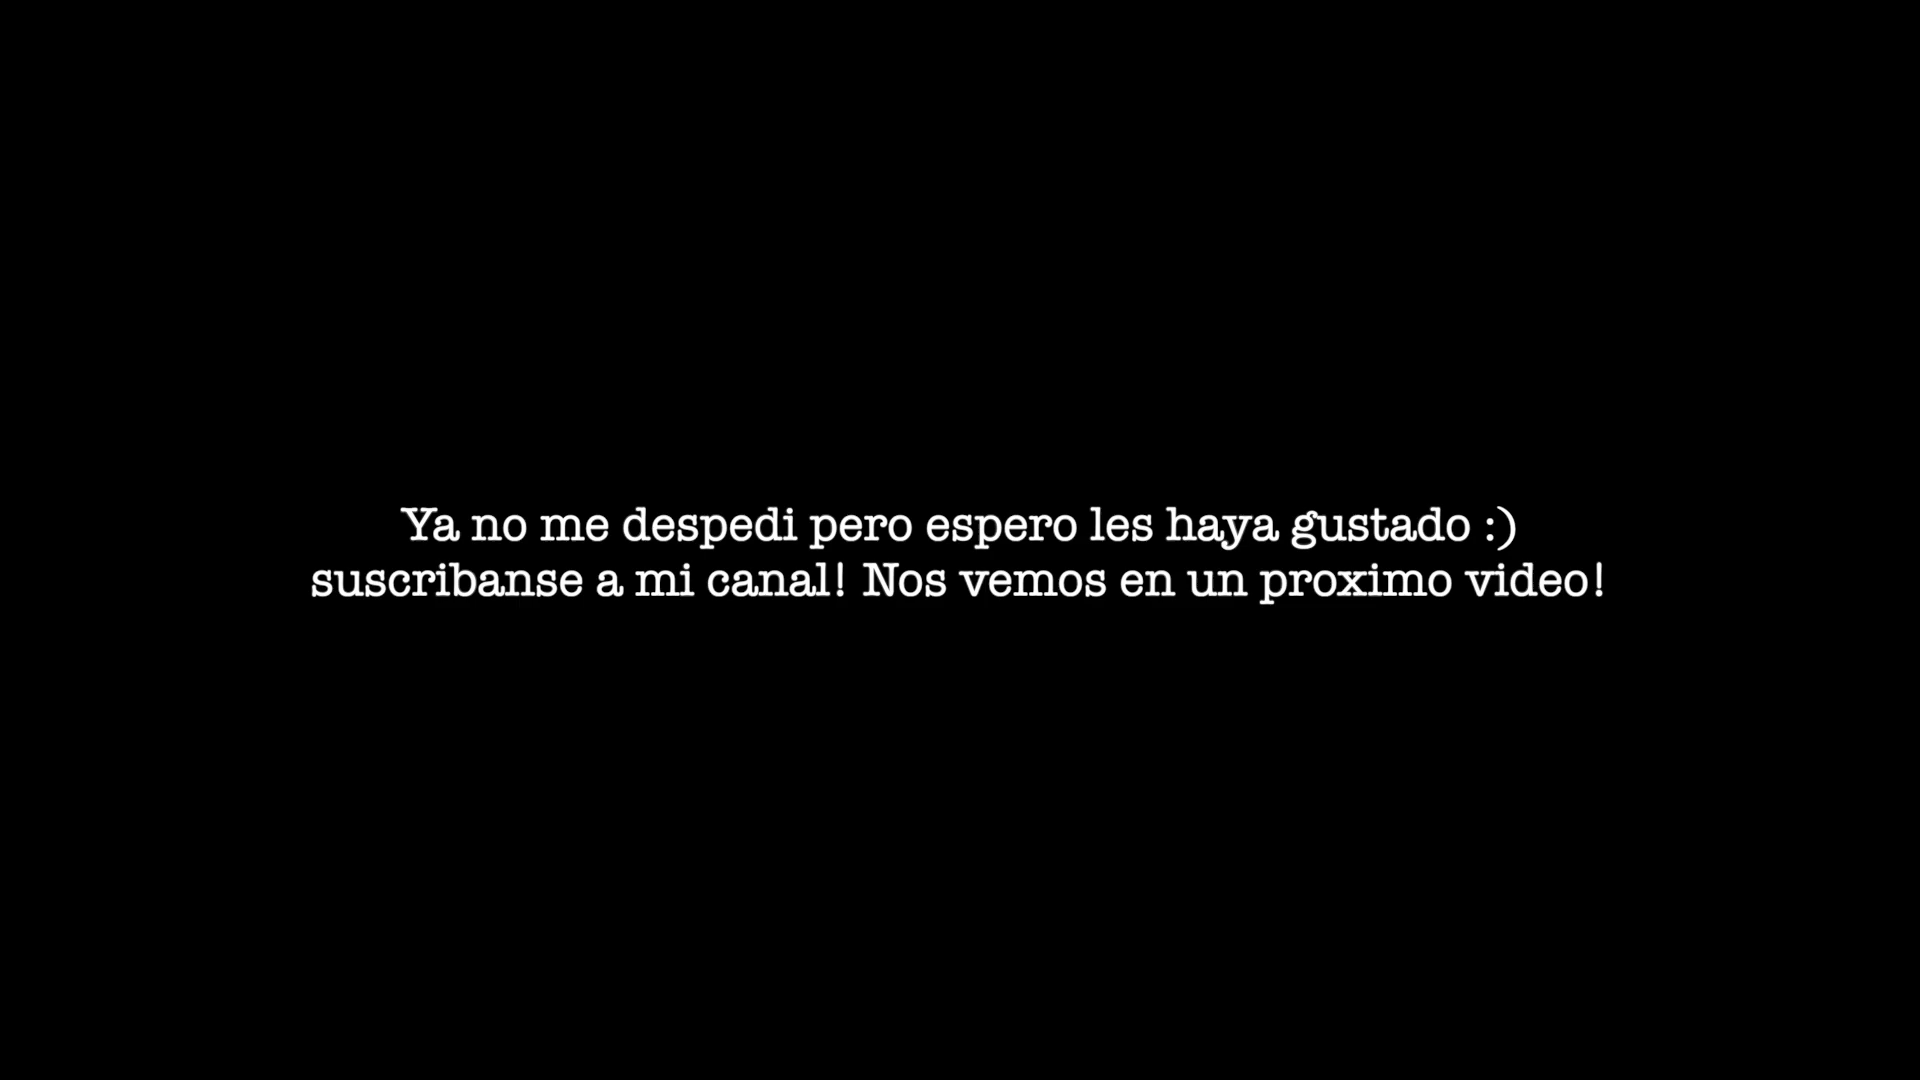 Ya no me despedi pero espero les haya gustado :)
suscribanse a mi canal! Nos vemos en un proximo video!